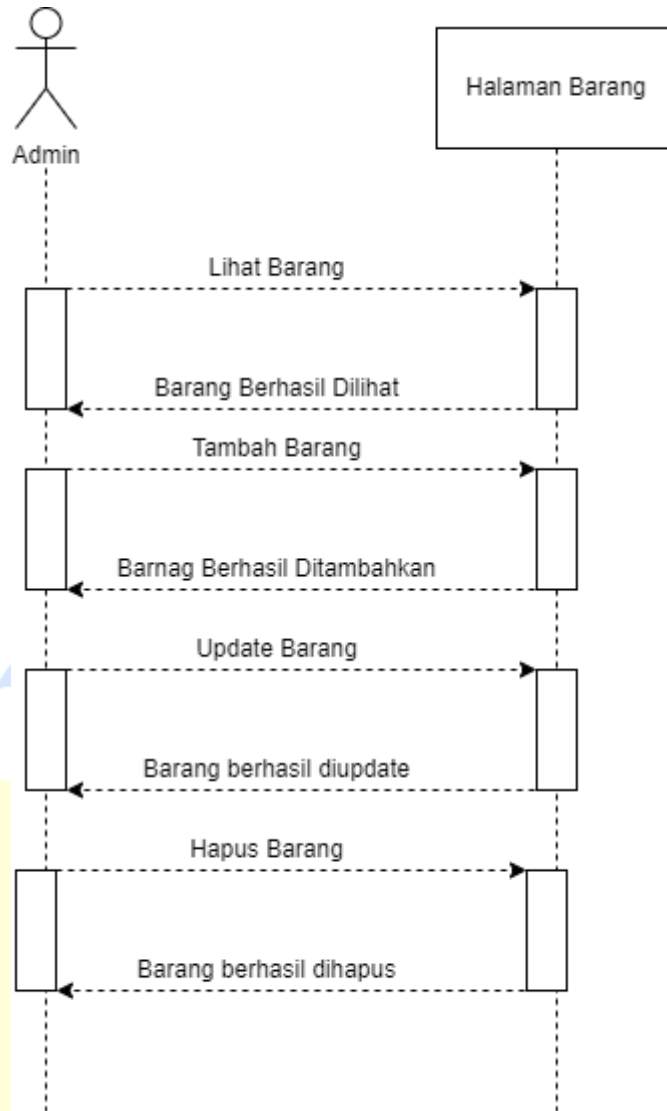 Halaman Barang
Admin
Lihat Barang
Barang Berhasil Dilihat
Tambah Barang
Barnag Berhasil Ditambahkan
Update Barang
Barang berhasil diupdate
Hapus Barang
Barang berhasil dihapus